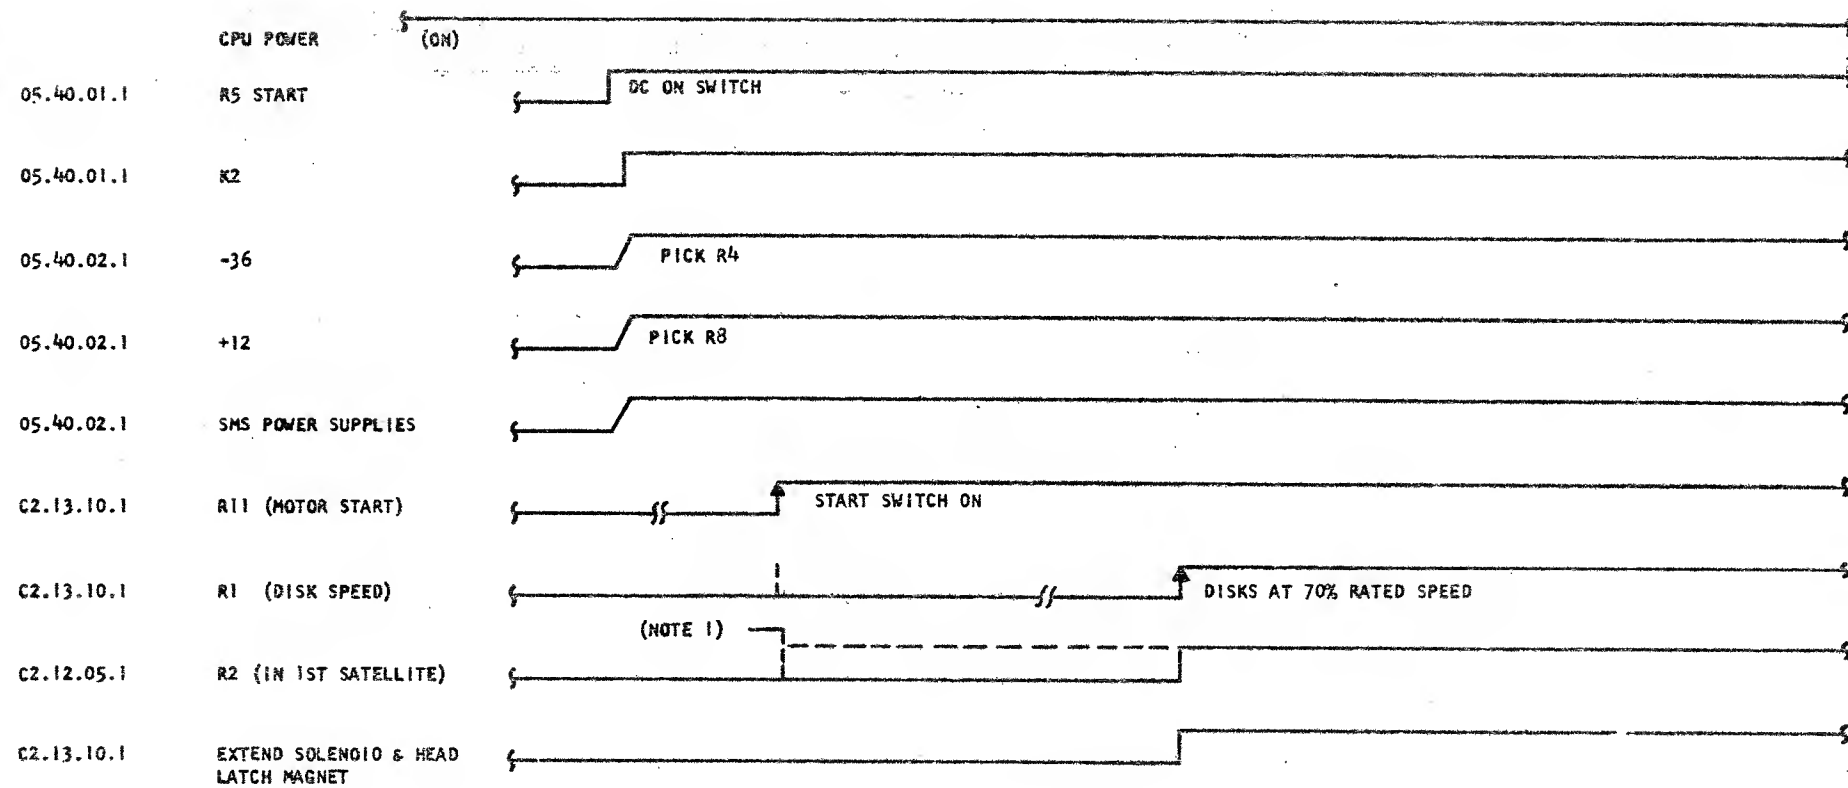 CPU POWER (ON)
05.40.01.1 R5 START DC ON SWITCH
05.40.01.1 K2
05.40.02.1 -36 PICK R4
05.40.02.1 +12 PICK R8
05.40.02.1 SMS POWER SUPPLIES
C2.13.10.1 R11 (MOTOR START) START SWITCH ON
C2.13.10.1 R1 (DISK SPEED) DISKS AT 70% RATED SPEED
(NOTE 1)
C2.12.05.1 R2 (IN 1ST SATELLITE)
C2.13.10.1 EXTEND SOLENOID & HEAD
LATCH MAGNET